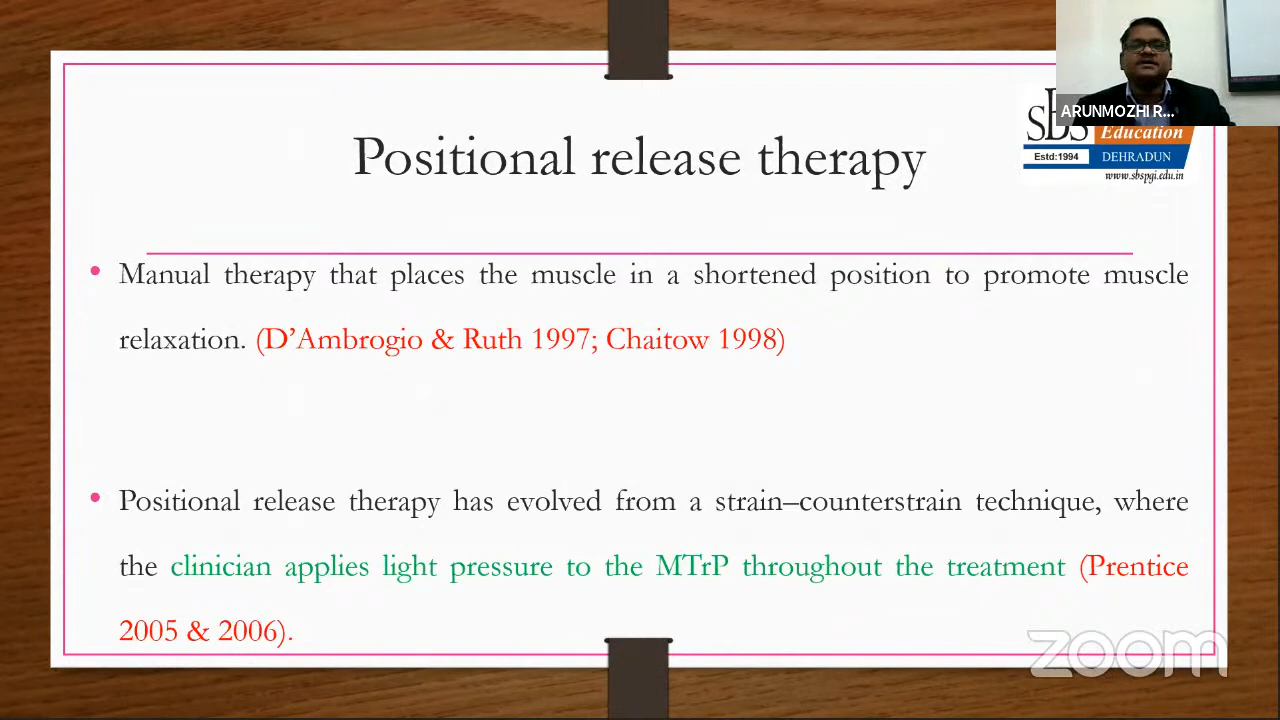 ARUNMOZHI R...
Education
Estd:1994
DEHRADUN
www.sbspgi.edu.in
Positional release therapy
• Manual therapy that places the muscle in a shortened position to promote muscle
relaxation. (D’Ambrogio & Ruth 1997; Chaitow 1998)
• Positional release therapy has evolved from a strain–counterstrain technique, where
the clinician applies light pressure to the MTrP throughout the treatment (Prentice
2005 & 2006).
zoom